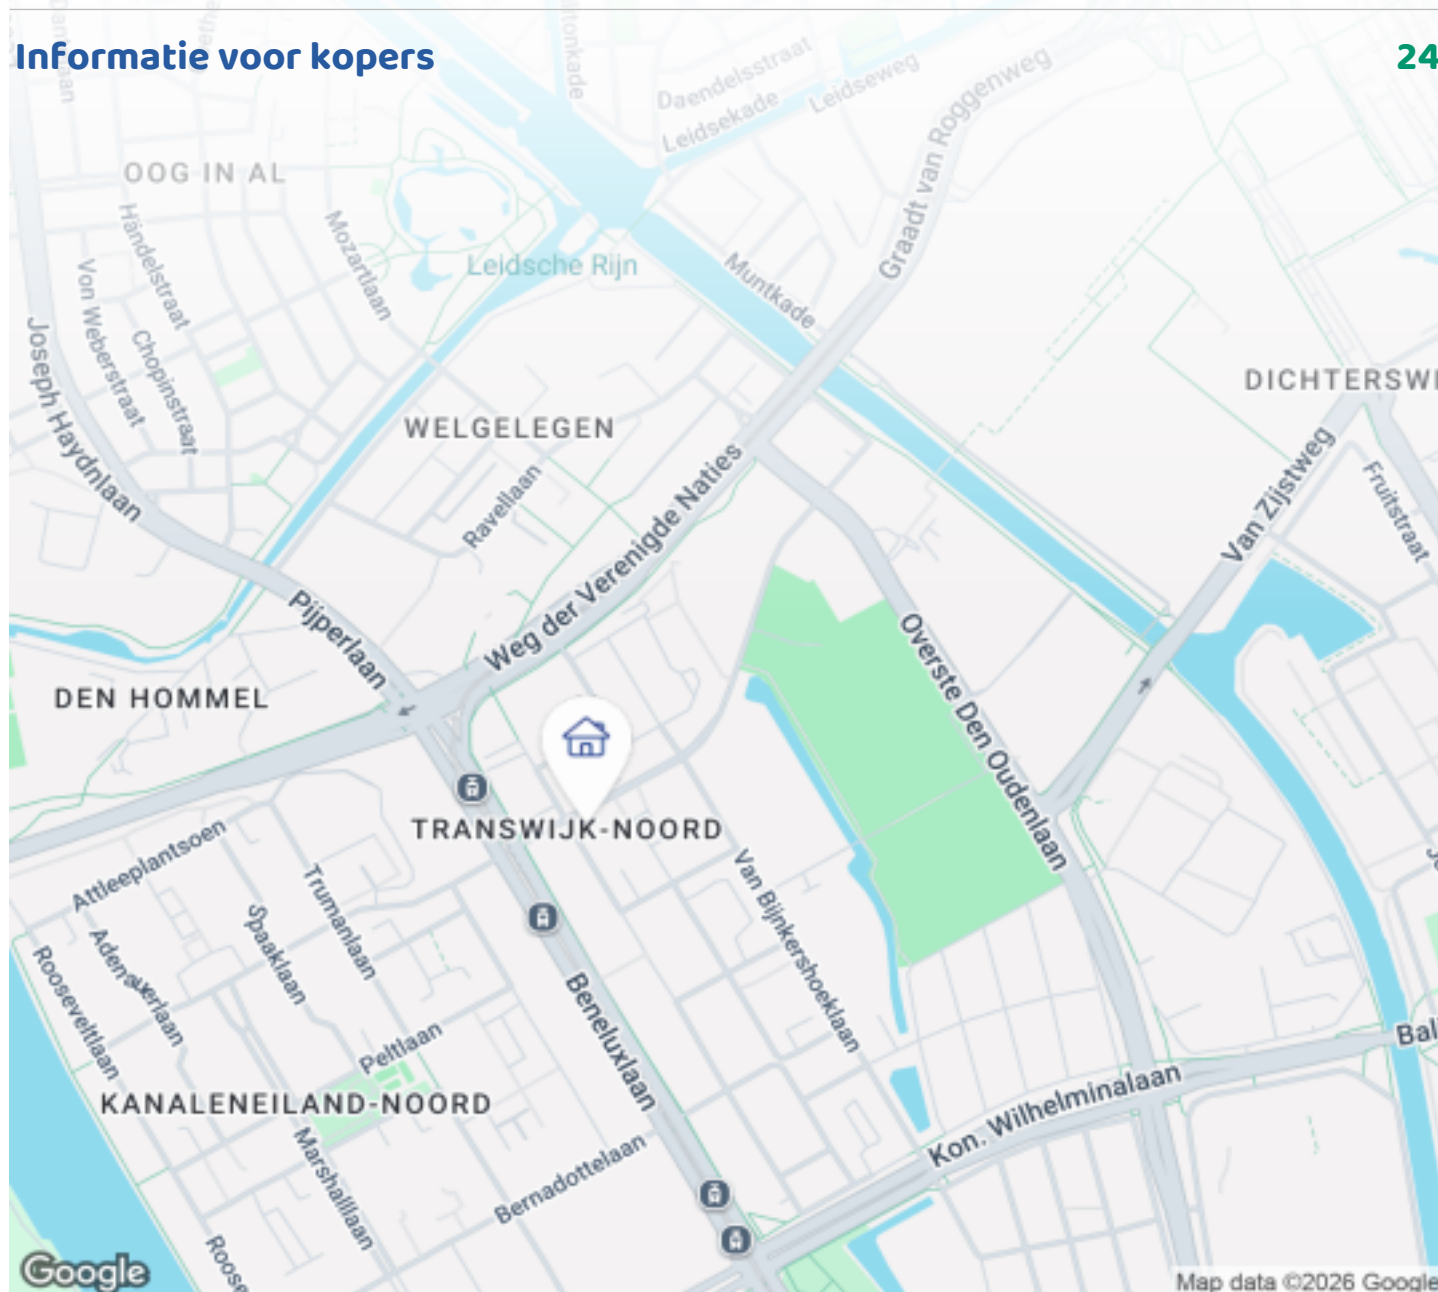 Informatie voor kopers
24
Daendelsstraat
Leidsekade
Leidseweg
Graadt van Roggenweg
OOG IN AL
Händelstraat
Mozartlaan
Leidsche Rijn
Von Weberstraat
Chopinstraat
Muntkade
Joseph Haydnlaan
DICHTERSWI
WELGELEGEN
Ravellaan
Weg der Verenigde Naties
Van Zijstweg
Fruitstraat
Pijperlaan
Overste Den Oudenlaan
DEN HOMMEL
TRANSWIJK-NOORD
Attleeplantsoen
Trumanlaan
Van Bijnkershoeklaan
Spaaklaan
Adenauerlaan
Rooseveltlaan
Beneluxlaan
Peltlaan
Bal
KANALENEILAND-NOORD
Kon. Wilhelminalaan
Marshalllaan
Bernadottelaan
Roose
Google
Map data ©2026 Google